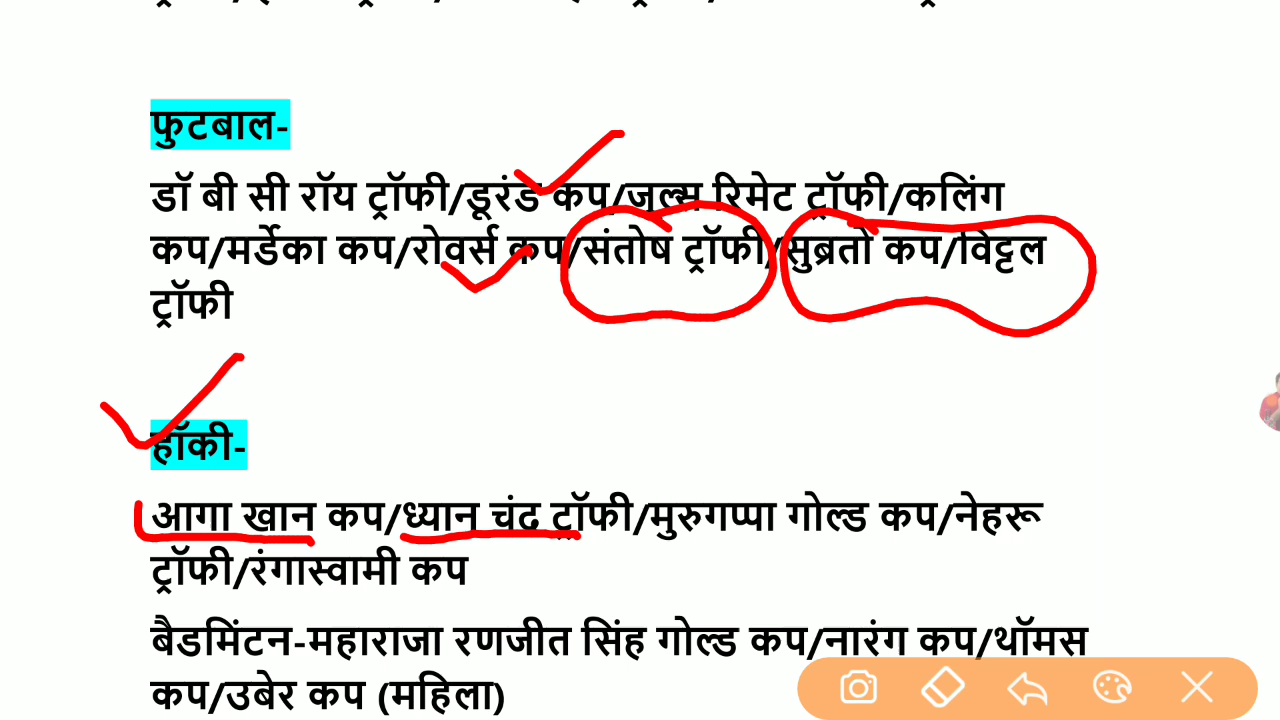 फुटबाल-
डॉ बी सी रॉय ट्रॉफी/डूरंड कप/जूल्स रिमेट ट्रॉफी/कलिंग
कप/मर्डेका कप/रोवर्स कप/संतोष ट्रॉफी/सुब्रतो कप/विट्टल
ट्रॉफी
हॉकी-
आगा खान कप/ध्यान चंद ट्रॉफी/मुरुगप्पा गोल्ड कप/नेहरू
ट्रॉफी/रंगास्वामी कप
बैडमिंटन-महाराजा रणजीत सिंह गोल्ड कप/नारंग कप/थॉमस
कप/उबेर कप (महिला)